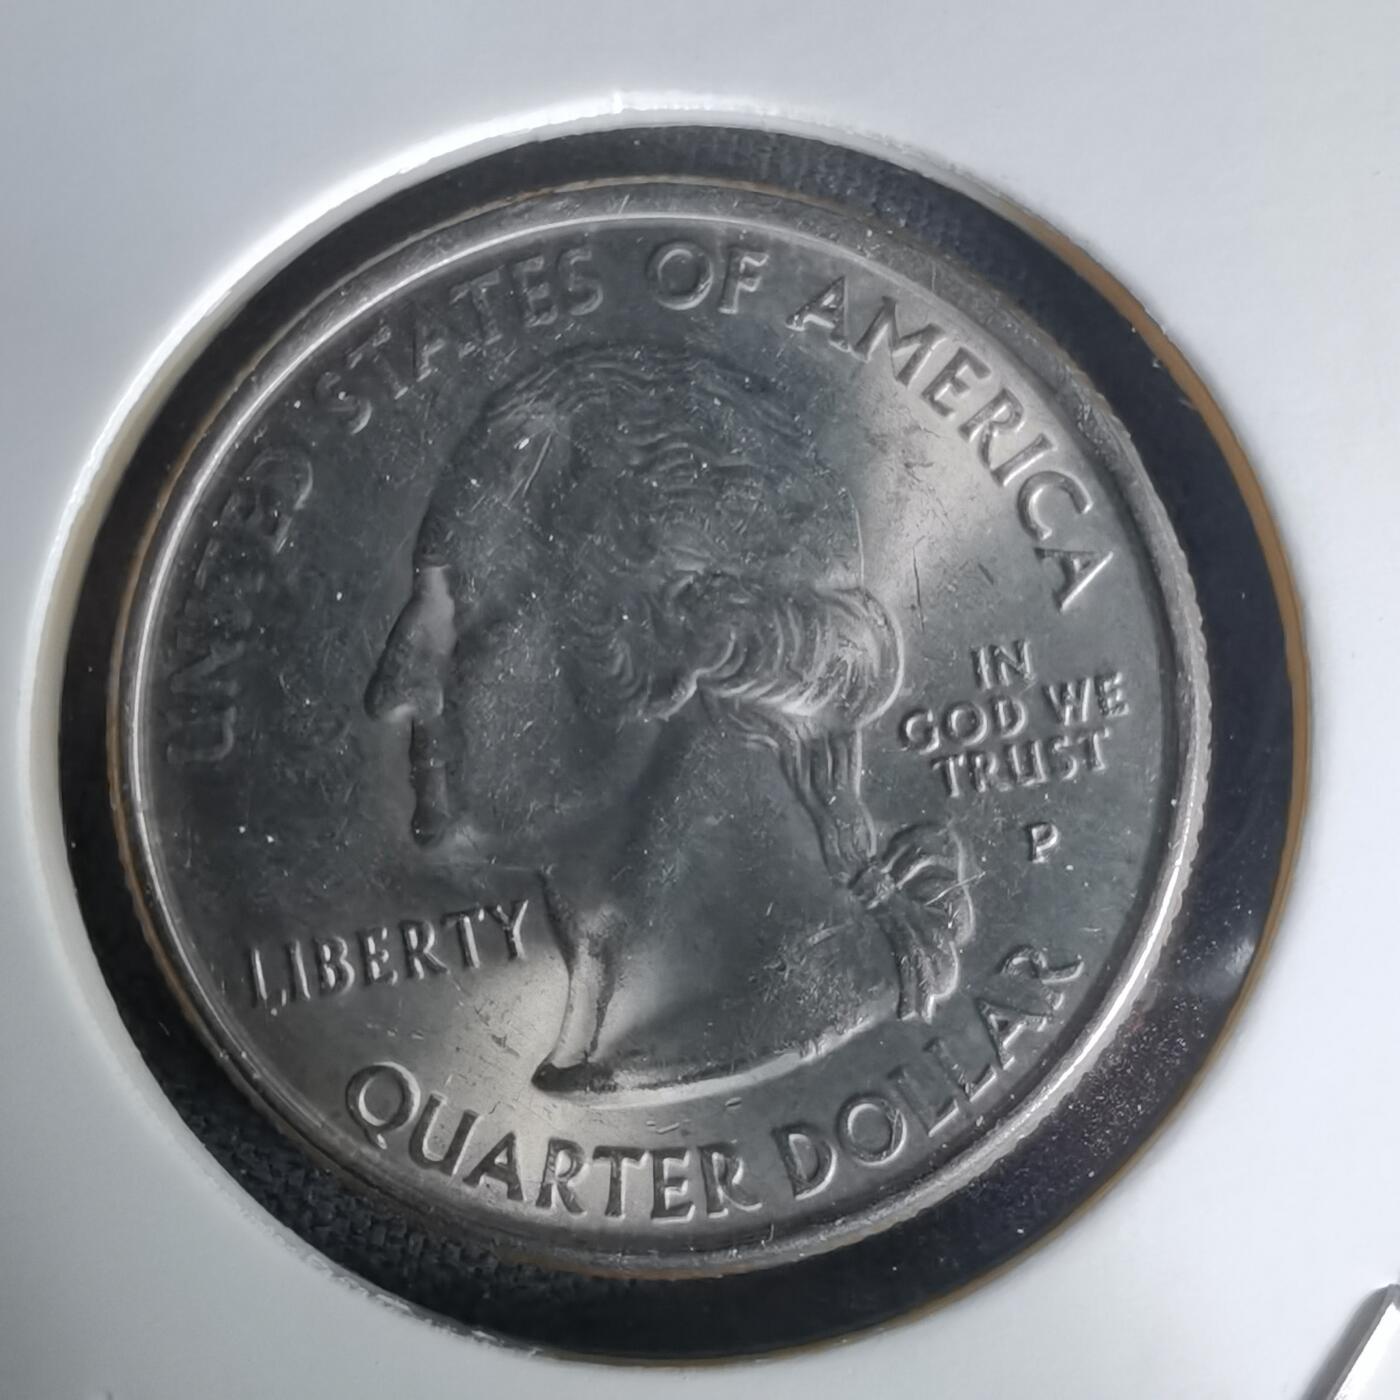 UNITED STATES OF AMERICA
LIBERTY
IN
GOD WE
TRUST
P
QUARTER DOLLAR